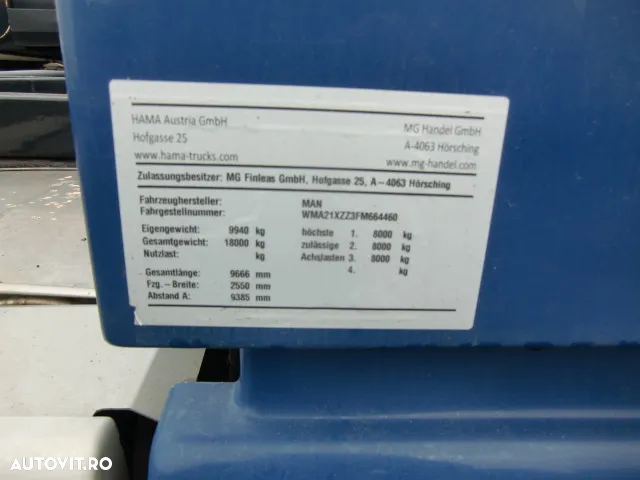 HAMA Austria GmbH
Hofgasse 25
www.hama-trucks.com
MG Handel GmbH
A-4063 Hörsching
www.mg-handel.com
Zulassungsbesitzer: MG Finleas GmbH, Hofgasse 25, A-4063 Hörsching
Fahrzeughersteller: MAN
Fahrgestellnummer: WMA21XZZ3FM664460
Eigengewicht: 9940 kg höchste 1. 8000 kg
Gesamtgewicht: 18000 kg zulässige 2. 8000 kg
Nutzlast: kg Achslasten 3. 8000 kg
4. kg
Gesamtlänge: 9666 mm
Fzg.-Breite: 2550 mm
Abstand A: 9385 mm
AUTOVIT.RO